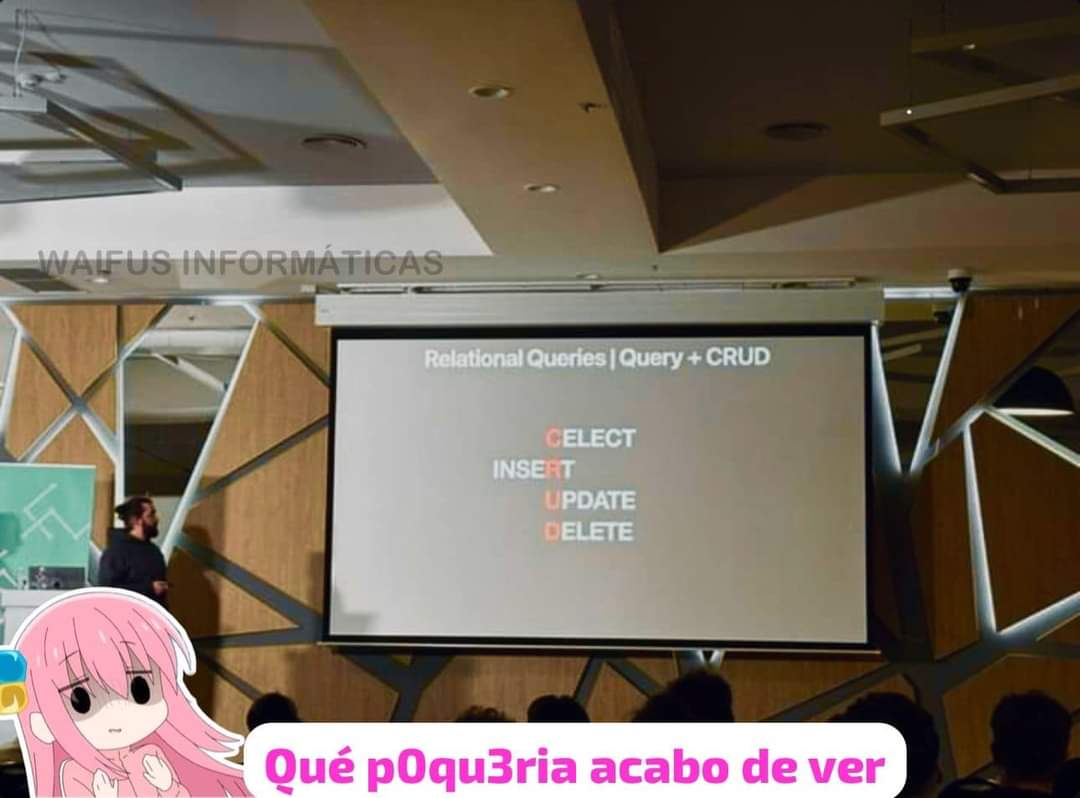 WAIFUS INFORMÁTICAS
Relational Queries | Query + CRUD
CELECT
INSERT
UPDATE
DELETE
Qué p0qu3ria acabo de ver